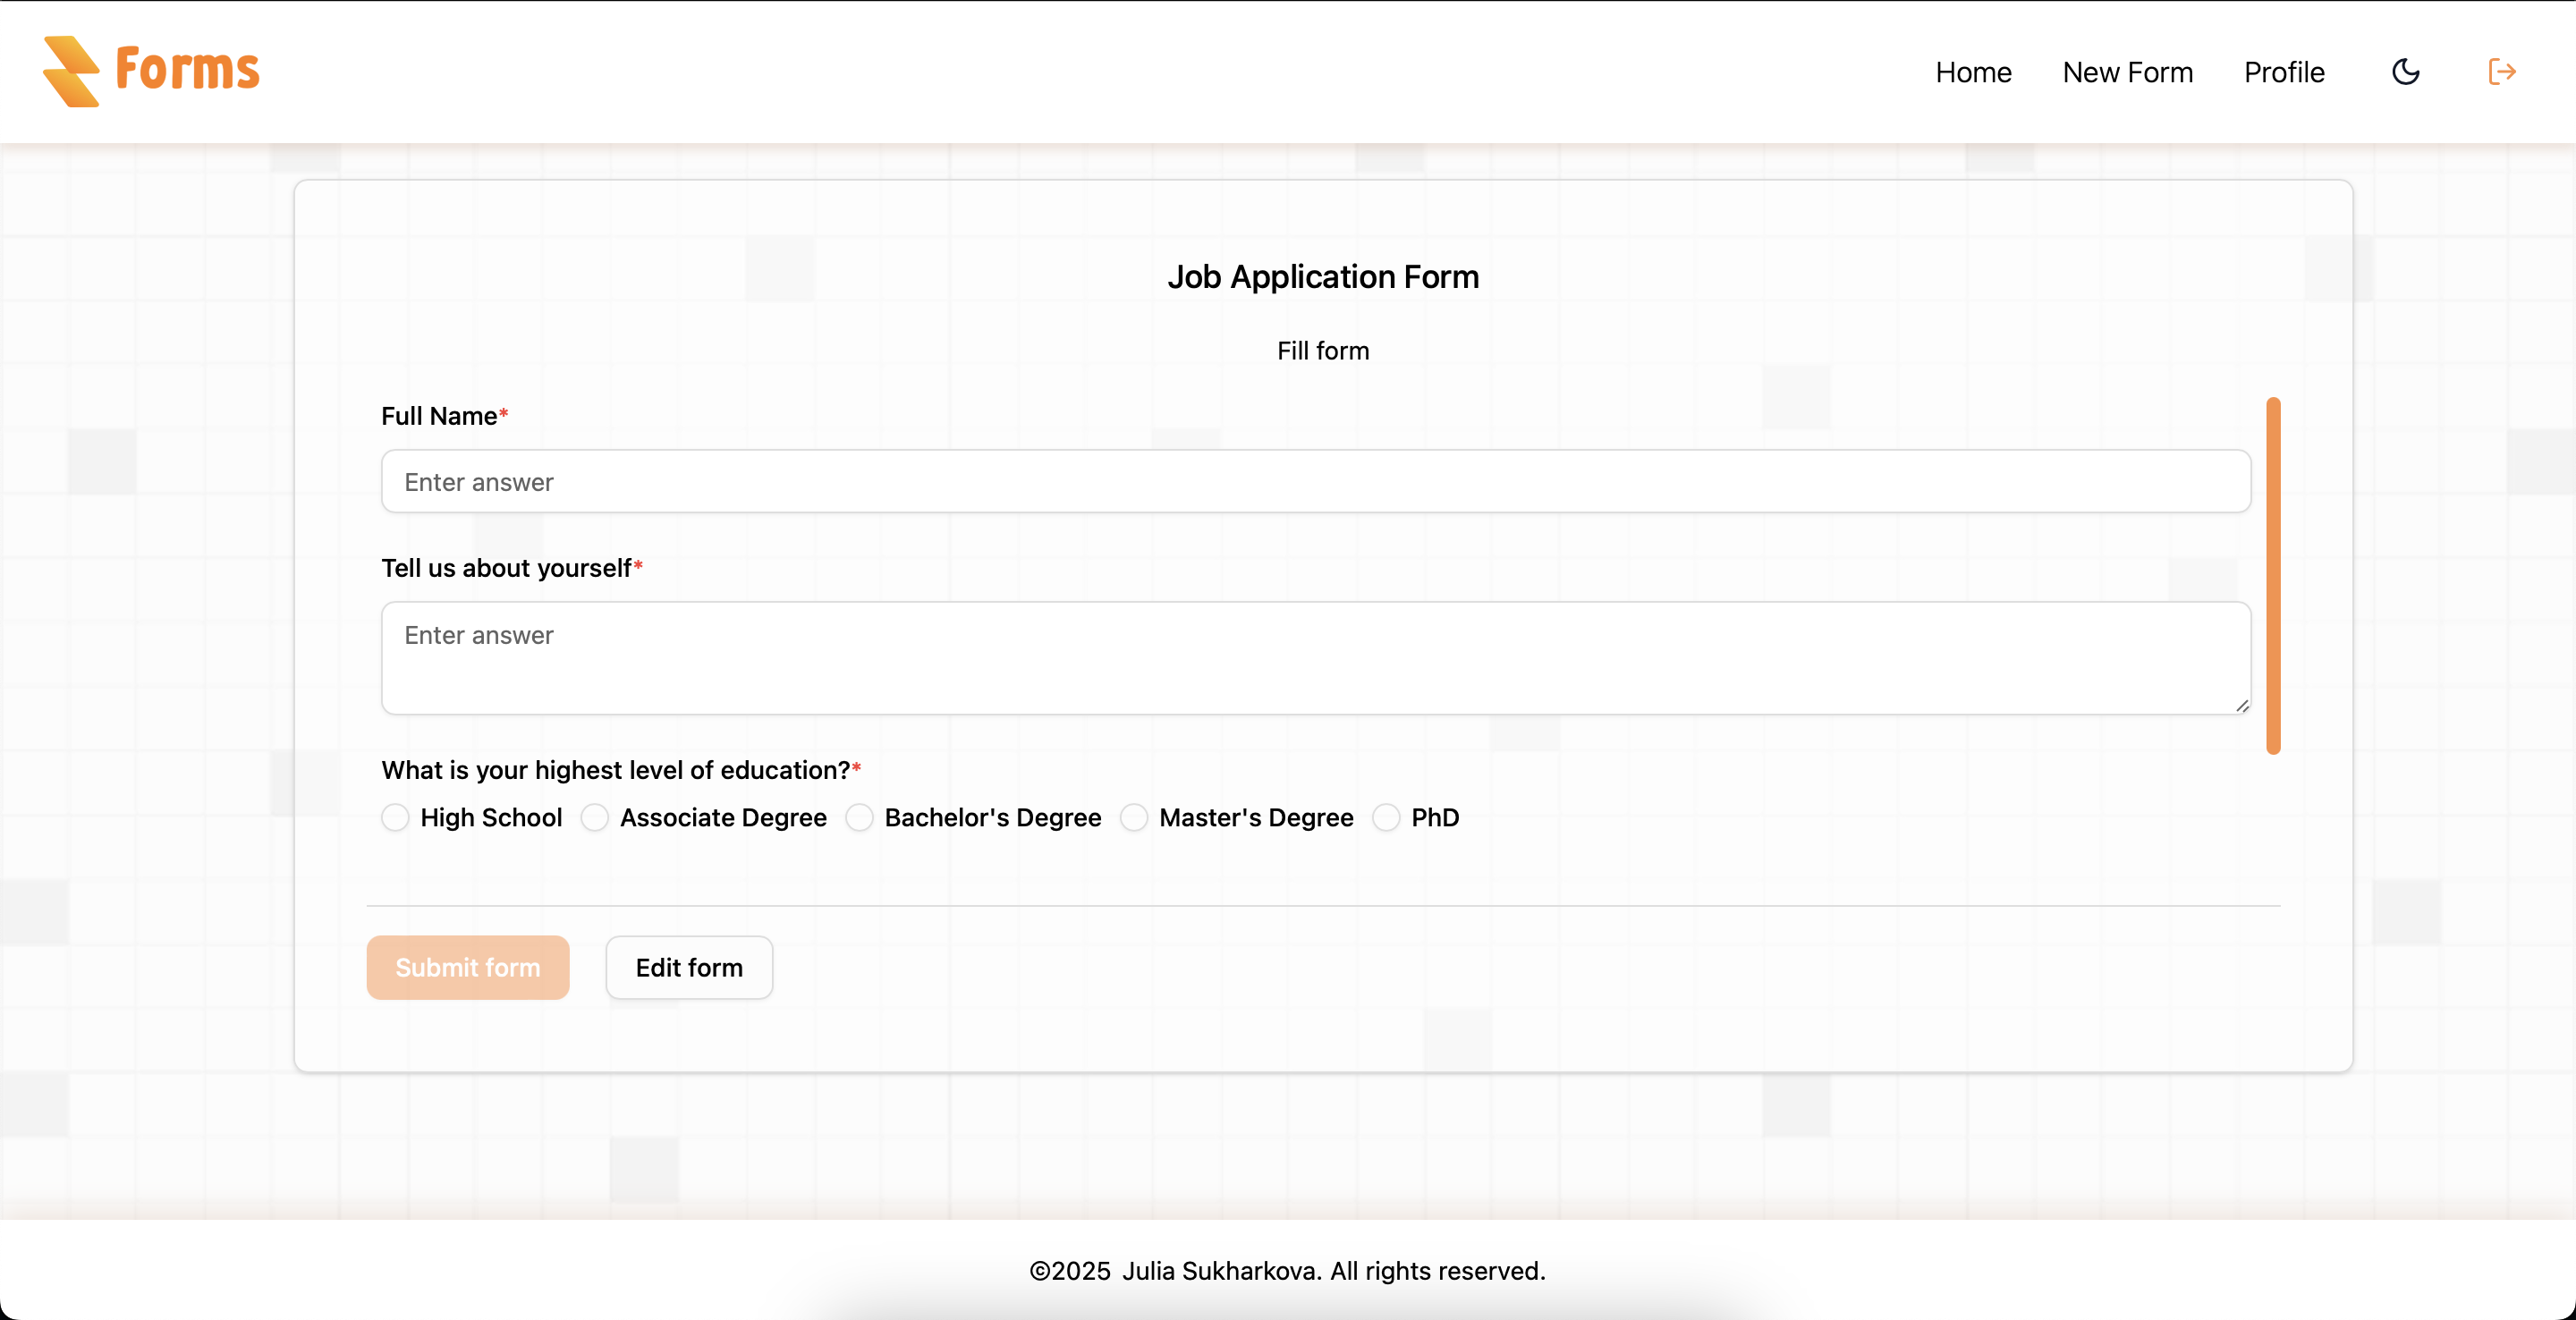 Forms
Home New Form Profile
Job Application Form
Fill form
Full Name*
Enter answer
Tell us about yourself*
Enter answer
What is your highest level of education?*
High School Associate Degree Bachelor's Degree Master's Degree PhD
Submit form Edit form
©2025 Julia Sukharkova. All rights reserved.